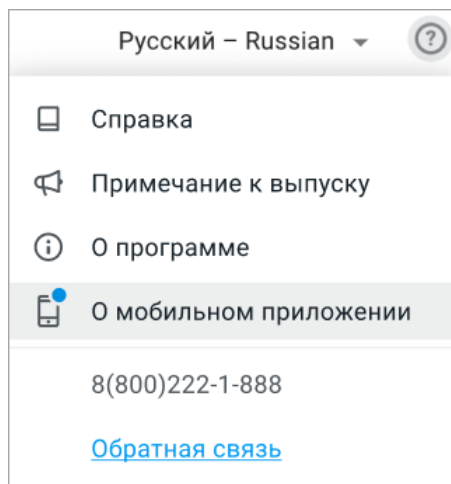 Русский – Russian
Справка
Примечание к выпуску
О программе
О мобильном приложении
8(800)222-1-888
Обратная связь